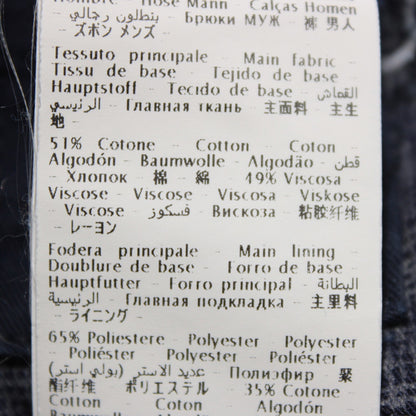 Hose Mann - Calças Homen
- Брюки МУЖ - 裤 男人 - بنطلون رجالي
- ズボン メンズ -
Tessuto principale - Main fabric -
Tissu de base - Tejido de base -
Hauptstoff - Tecido de base - القماش
الرئيسي - Главная ткань - 主面料 - 主生
地 -
51% Cotone - Cotton - Coton -
Algodón - Baumwolle - Algodão - قطن
- Хлопок 棉 - 綿 - 49% Viscosa -
Viscose - Viscose - Viscosa - Viskose
- Viscose - فسكوز - Вискоза - 粘胶纤维
- レーヨン -
Fodera principale - Main lining -
Doublure de base - Forro de base -
Hauptfutter - Forro principal - البطانة
الرئيسية - Главная подкладка - 主里料
- ライニング -
65% Poliestere - Polyester - Polyester
- Poliéster - Polyester - Poliéster -
عديد الاستر (بولي استر) - Полиэфир - 聚
酯纤维 - ポリエステル - 35% Cotone -
Cotton - Coton - Algodón -